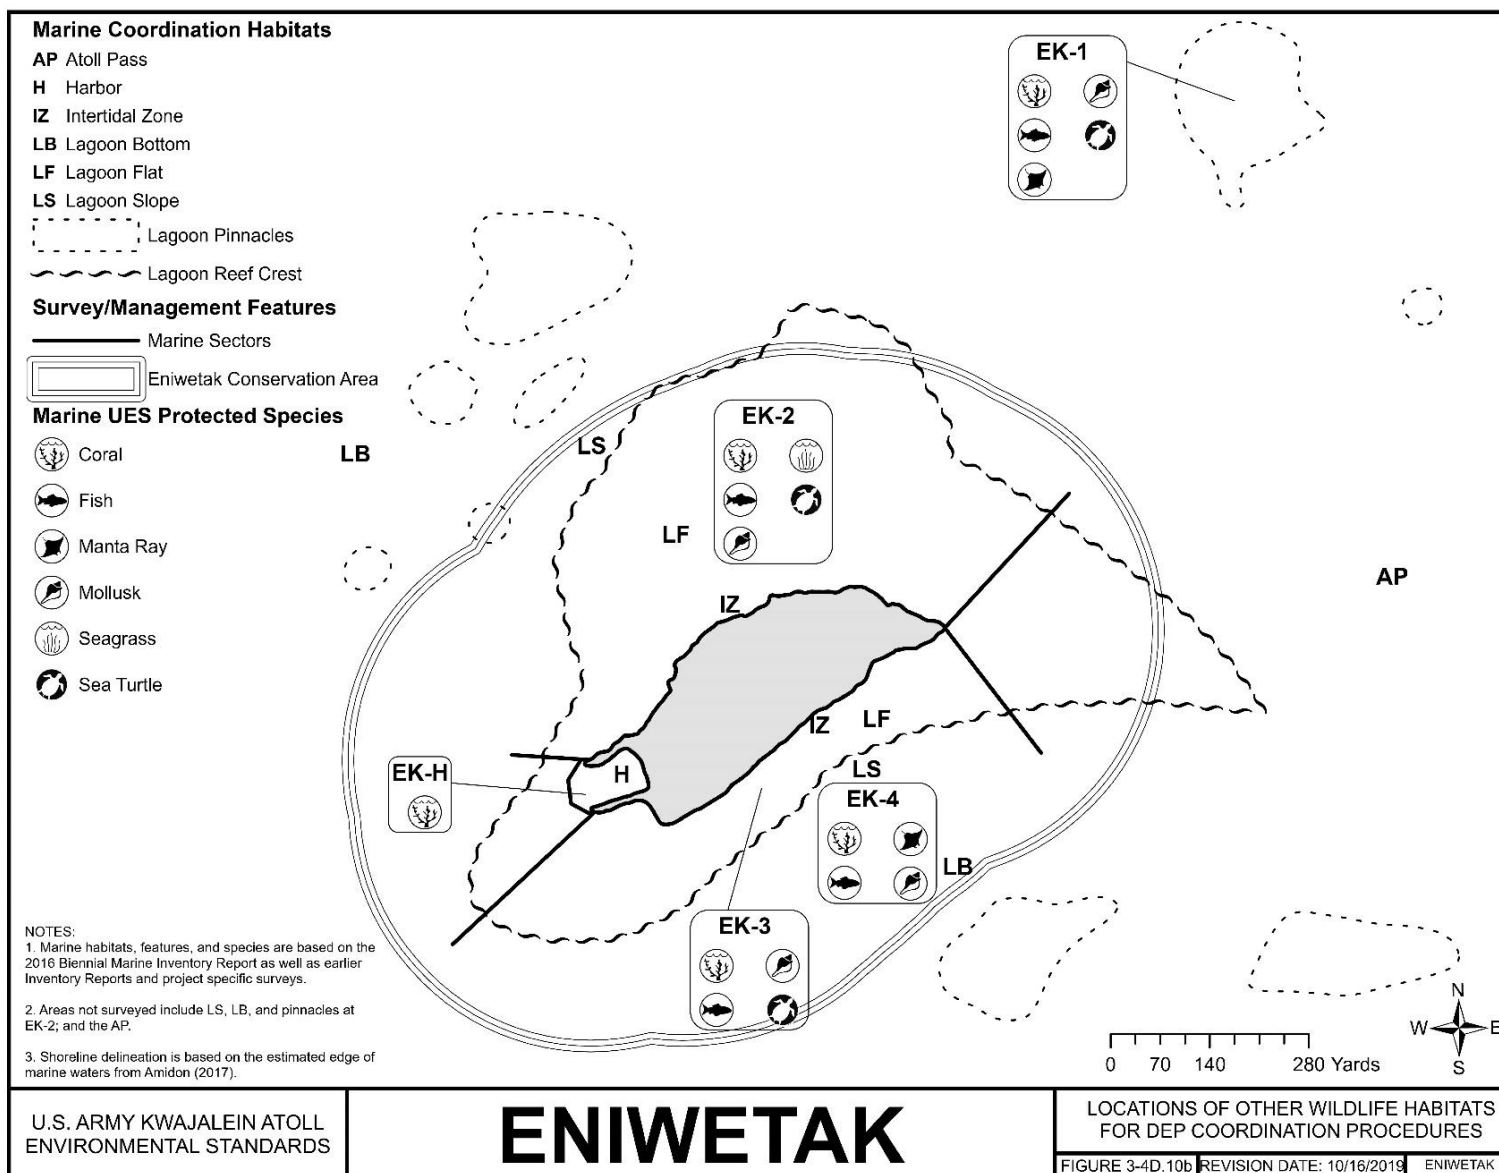 Marine Coordination Habitats
AP Atoll Pass
H Harbor
IZ Intertidal Zone
LB Lagoon Bottom
LF Lagoon Flat
LS Lagoon Slope
Lagoon Pinnacles
Lagoon Reef Crest
Survey/Management Features
Marine Sectors
Eniwetak Conservation Area
Marine UES Protected Species
Coral
Fish
Manta Ray
Mollusk
Seagrass
Sea Turtle
EK-1
EK-2
LS
LB
LF
AP
IZ
IZ
LF
EK-H
H
LS
EK-4
LB
EK-3
NOTES:
1. Marine habitats, features, and species are based on the
2016 Biennial Marine Inventory Report as well as earlier
Inventory Reports and project specific surveys.
2. Areas not surveyed include LS, LB, and pinnacles at
EK-2; and the AP.
3. Shoreline delineation is based on the estimated edge of
marine waters from Amidon (2017).
N
W E
S
0 70 140 280 Yards
U.S. ARMY KWAJALEIN ATOLL
ENVIRONMENTAL STANDARDS
ENIWETAK
LOCATIONS OF OTHER WILDLIFE HABITATS
FOR DEP COORDINATION PROCEDURES
FIGURE 3-4D.10b REVISION DATE: 10/16/2019 ENIWETAK